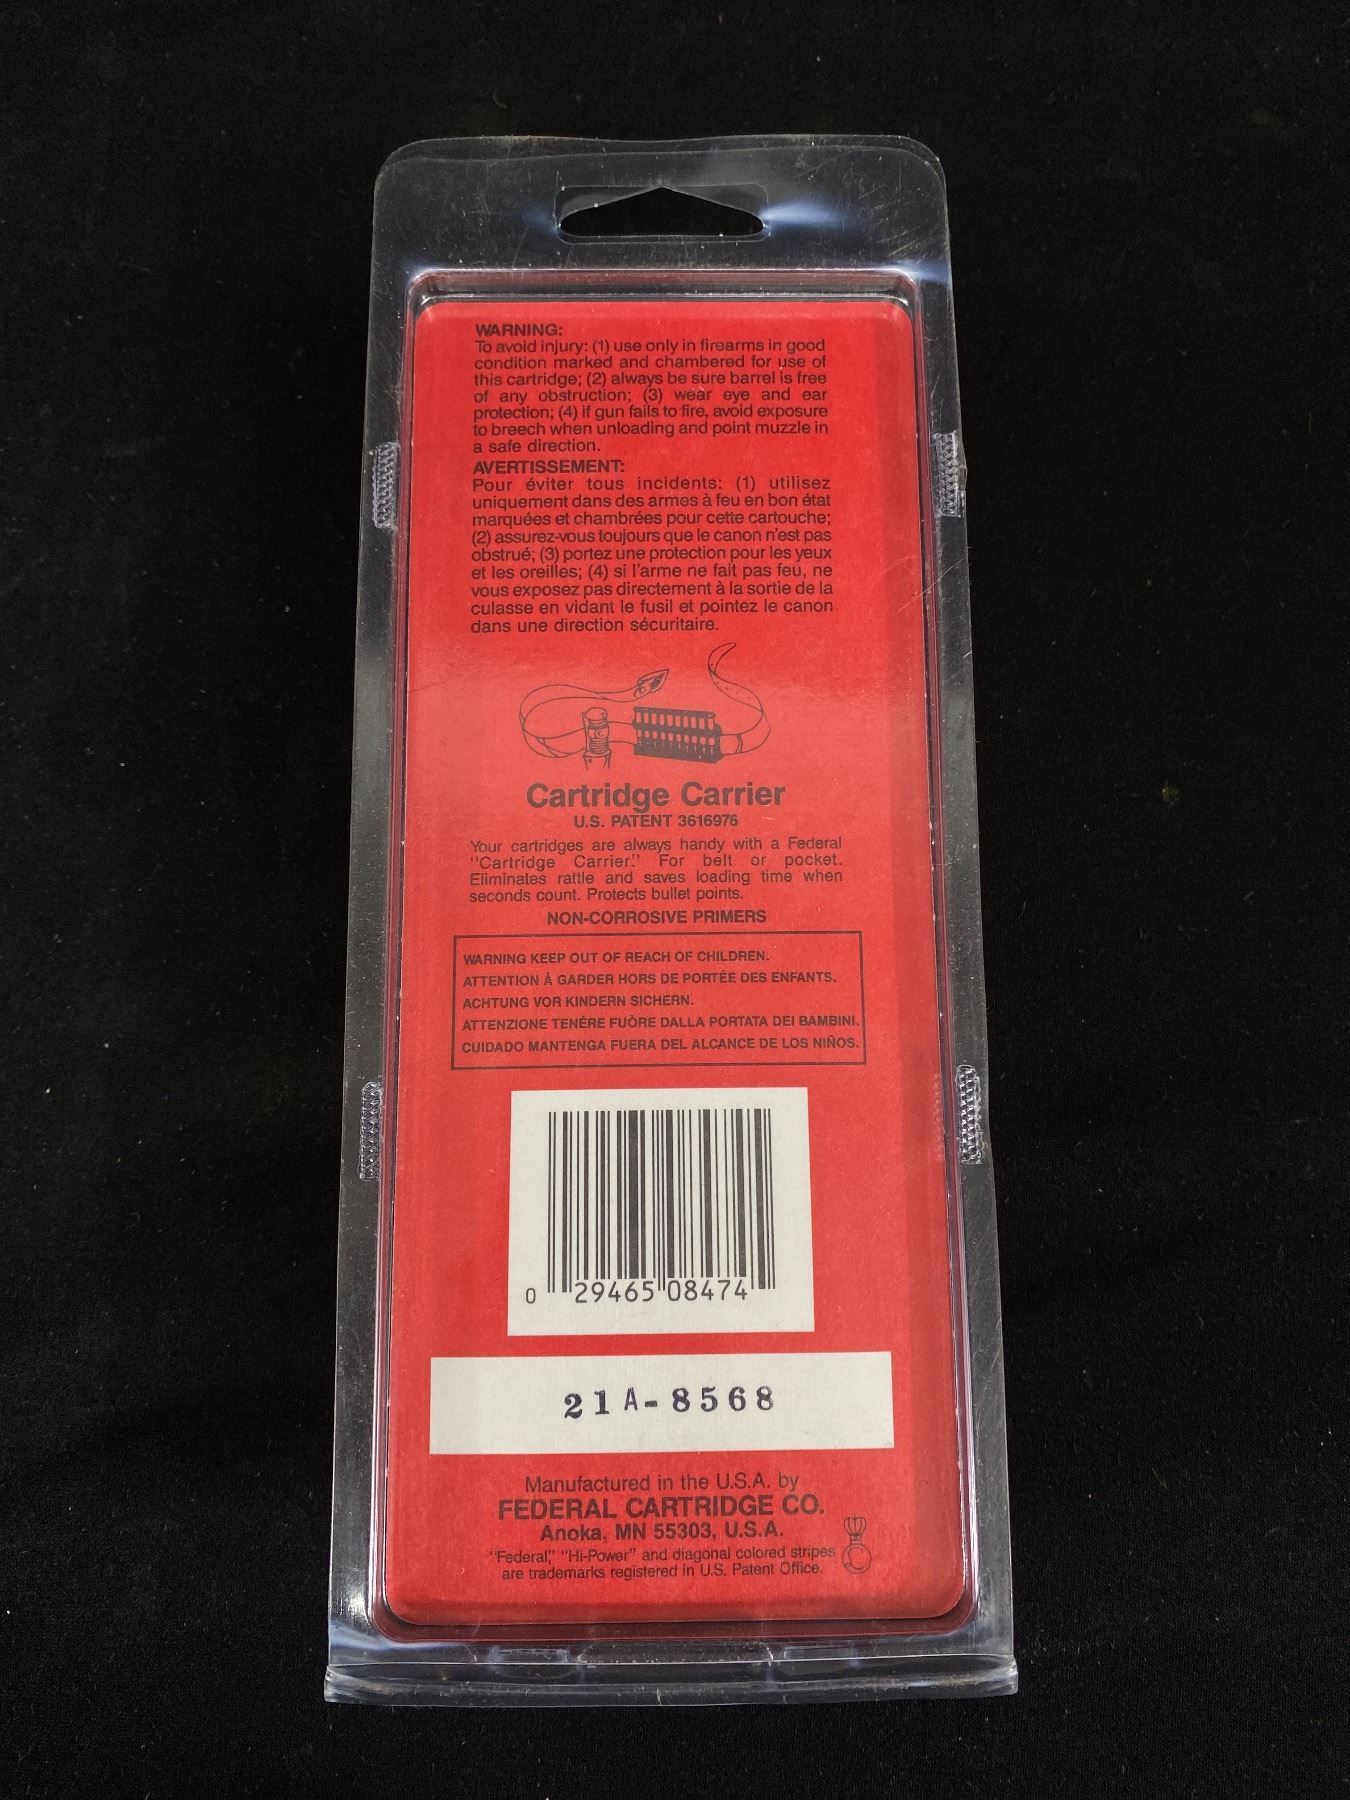 WARNING:
To avoid injury: (1) use only in firearms in good
condition marked and chambered for use of
this cartridge; (2) always be sure barrel is free
of any obstruction; (3) wear eye and ear
protection; (4) if gun fails to fire, avoid exposure
to breech when unloading and point muzzle in
a safe direction.
AVERTISSEMENT:
Pour éviter tous incidents: (1) utilisez
uniquement dans des armes à feu en bon état
marquées et chambrées pour cette cartouche;
(2) assurez-vous toujours que le canon n'est pas
obstrué; (3) portez une protection pour les yeux
et les oreilles; (4) si l'arme ne fait pas feu, ne
vous exposez pas directement à la sortie de la
culasse en vidant le fusil et pointez le canon
dans une direction sécuritaire.
Cartridge Carrier
U.S. PATENT 3616976
Your cartridges are always handy with a Federal
"Cartridge Carrier." For belt or pocket.
Eliminates rattle and saves loading time when
seconds count. Protects bullet points.
NON-CORROSIVE PRIMERS
WARNING KEEP OUT OF REACH OF CHILDREN.
ATTENTION À GARDER HORS DE PORTÉE DES ENFANTS.
ACHTUNG VOR KINDERN SICHERN.
ATTENZIONE TENÉRE FUÒRE DALLA PORTATA DEI BAMBINI.
CUIDADO MANTENGA FUERA DEL ALCANCE DE LOS NIÑOS.
0 29465 08474
21A-8568
Manufactured in the U.S.A. by
FEDERAL CARTRIDGE CO.
Anoka, MN 55303, U.S.A.
"Federal," "Hi-Power" and diagonal colored stripes
are trademarks registered in U.S. Patent Office.